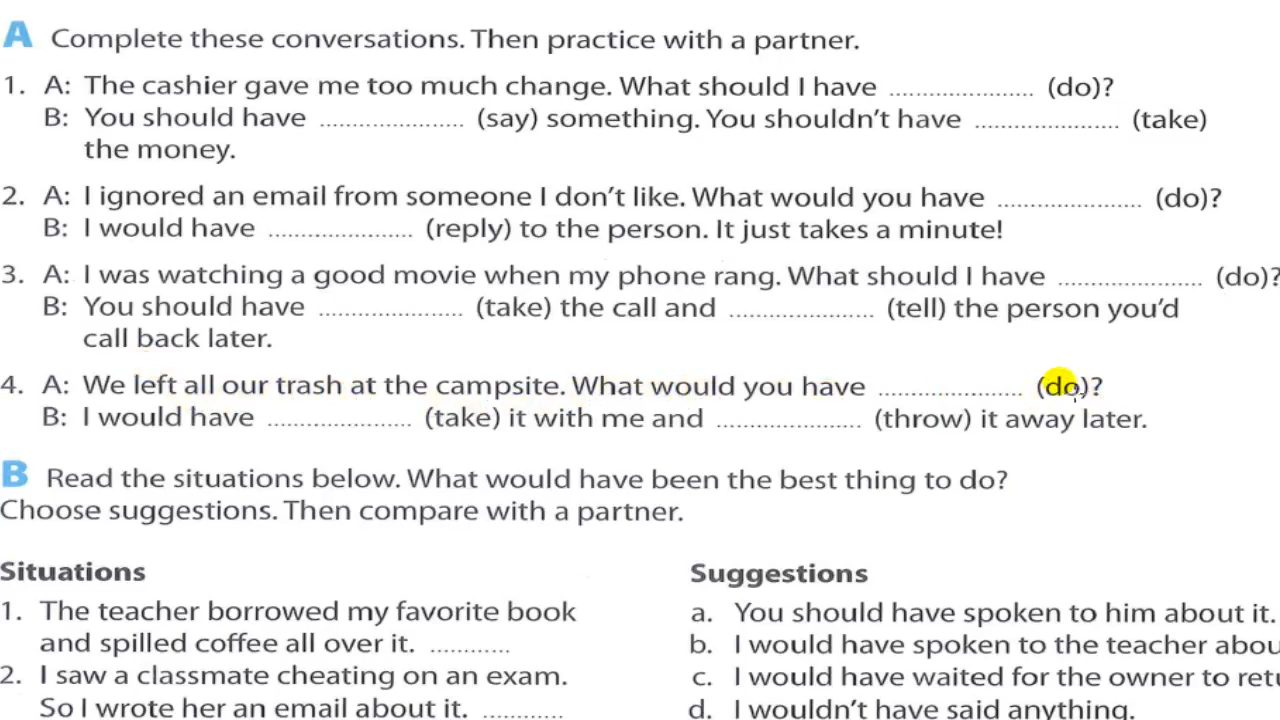 A Complete these conversations. Then practice with a partner.
1. A: The cashier gave me too much change. What should I have ...................... (do)?
B: You should have ...................... (say) something. You shouldn't have ...................... (take)
the money.
2. A: I ignored an email from someone I don't like. What would you have ...................... (do)?
B: I would have ...................... (reply) to the person. It just takes a minute!
3. A: I was watching a good movie when my phone rang. What should I have ...................... (do)?
B: You should have ...................... (take) the call and ...................... (tell) the person you'd
call back later.
4. A: We left all our trash at the campsite. What would you have ...................... (do)?
B: I would have ...................... (take) it with me and ...................... (throw) it away later.
B Read the situations below. What would have been the best thing to do?
Choose suggestions. Then compare with a partner.
Situations
1. The teacher borrowed my favorite book
and spilled coffee all over it. ............
2. I saw a classmate cheating on an exam.
So I wrote her an email about it. ............
Suggestions
a. You should have spoken to him about it.
b. I would have spoken to the teacher
c. I would have waited for the owner to
d. I wouldn't have said anything.